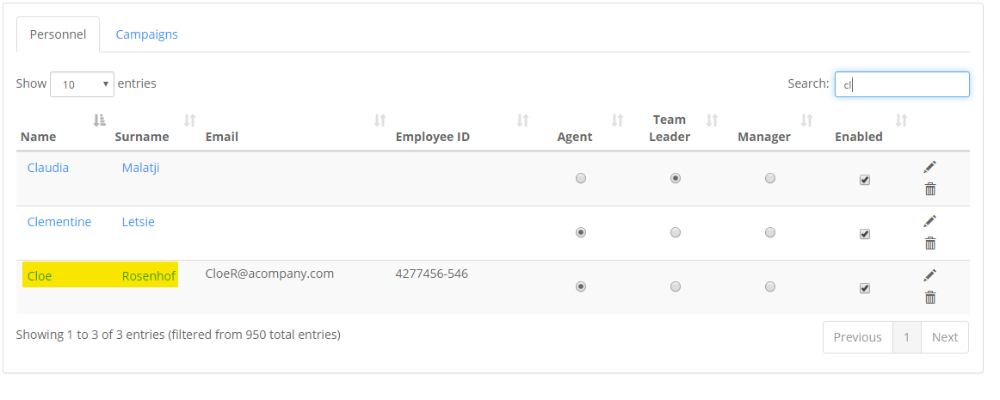 Personnel Campaigns
Show 10 entries Search: cl
Name Surname Email Employee ID Agent Team Leader Manager Enabled
Claudia Malatji
Clementine Letsie
Cloe Rosenhof CloeR@acompany.com 4277456-546
Showing 1 to 3 of 3 entries (filtered from 950 total entries) Previous 1 Next